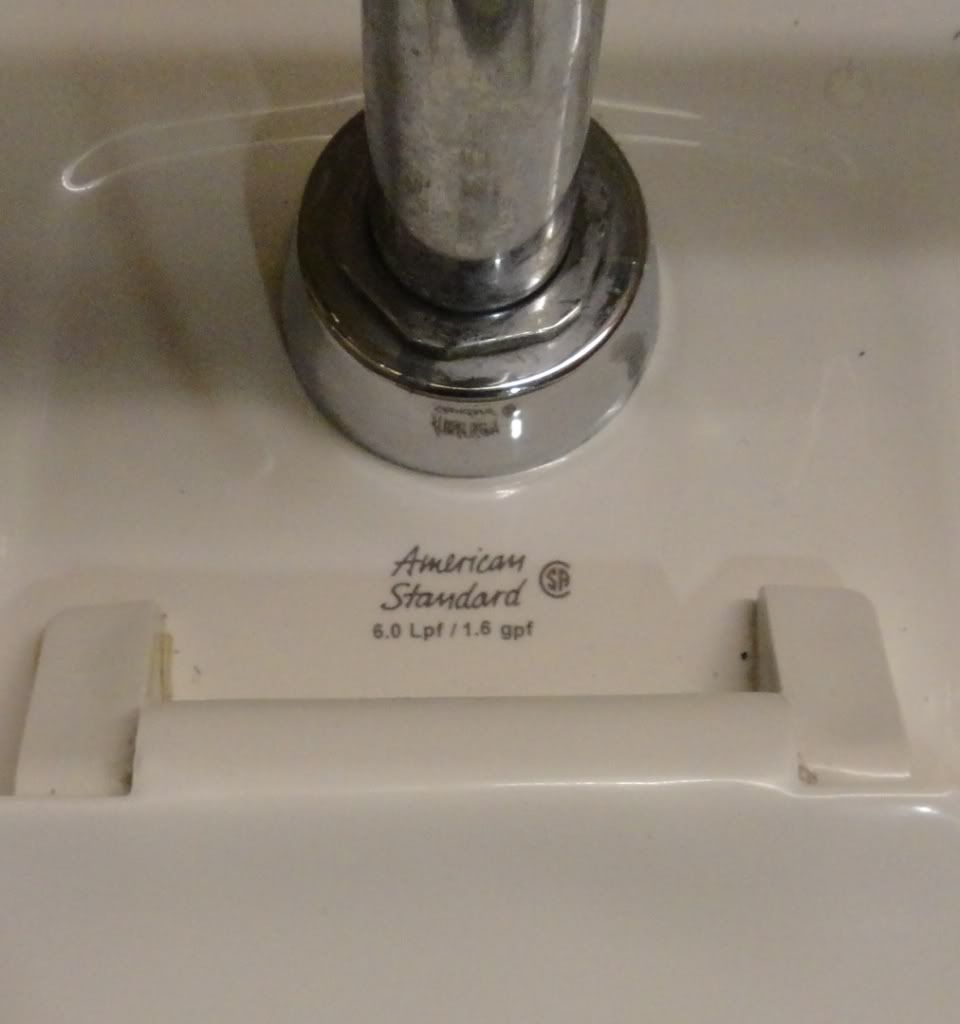 American
Standard
6.0 Lpf / 1.6 gpf